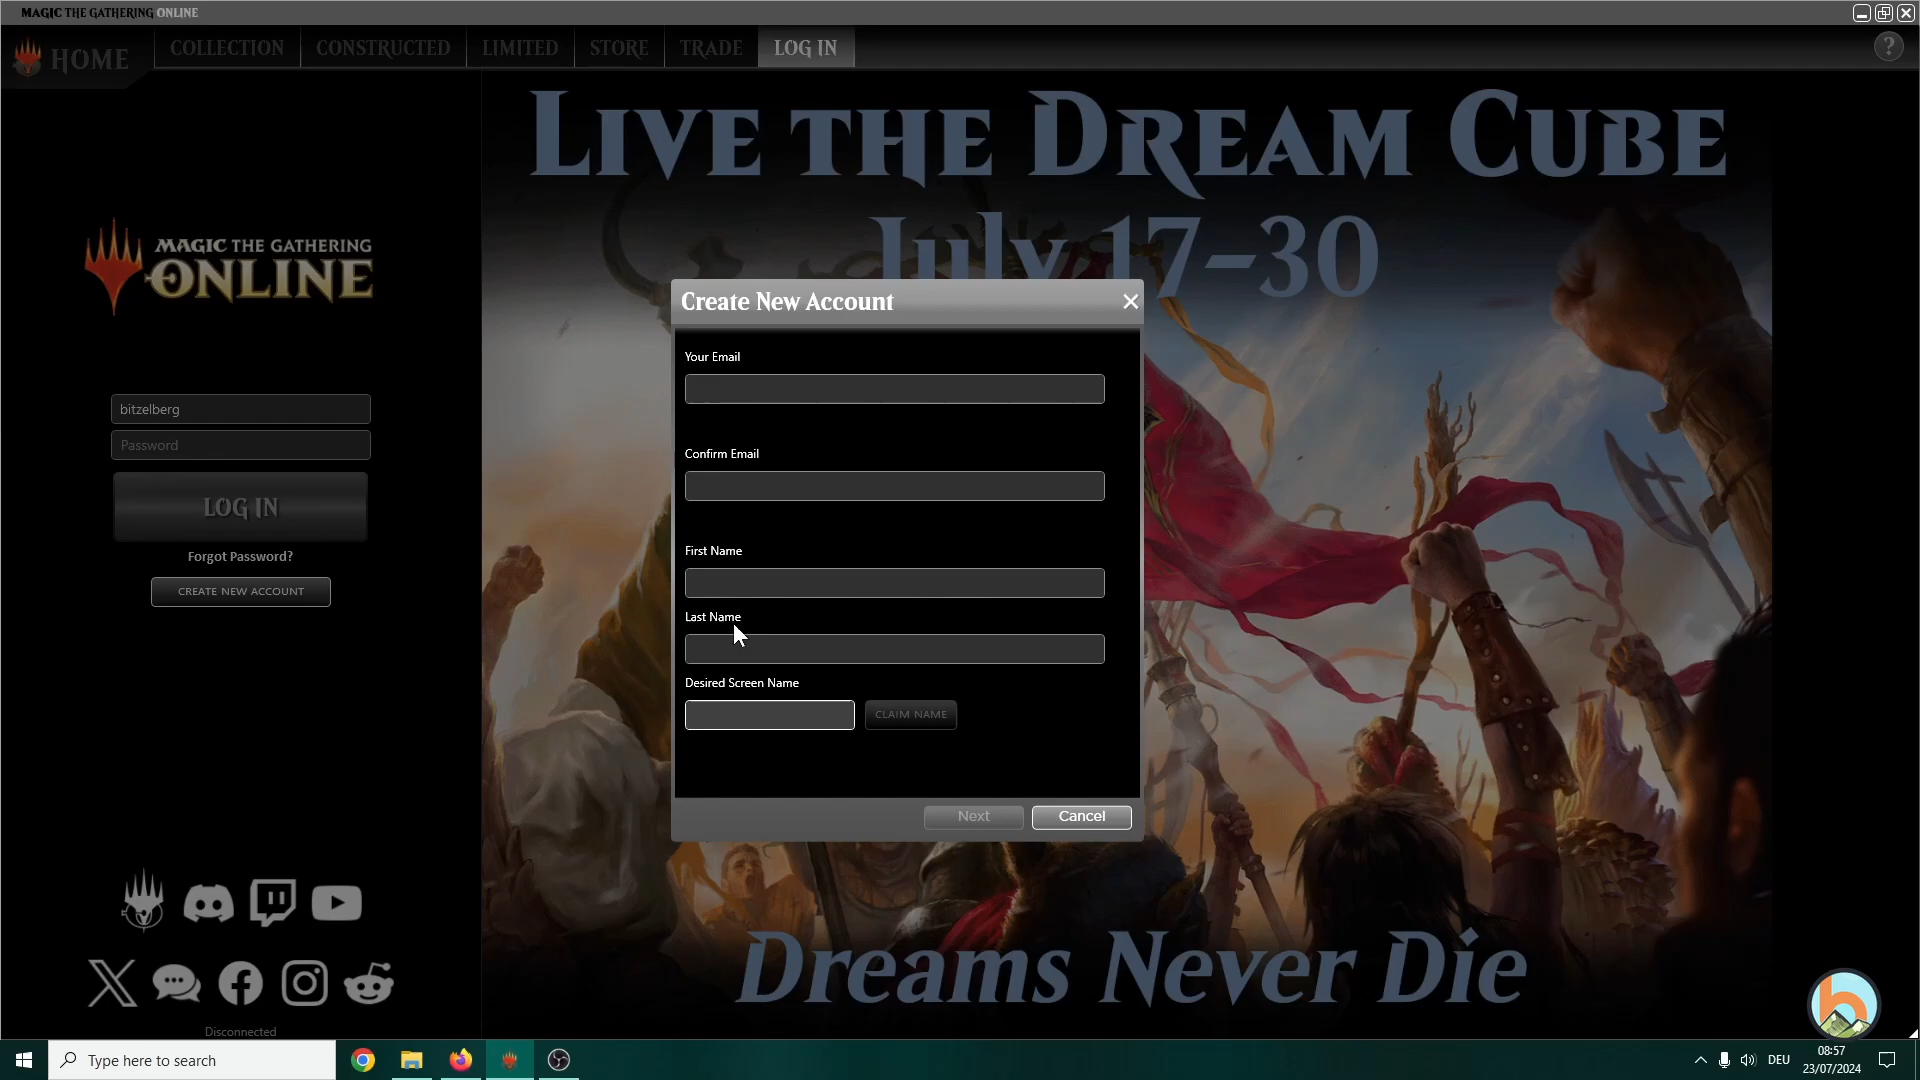 MAGIC THE GATHERING ONLINE
HOME
COLLECTION
CONSTRUCTED
LIMITED
STORE
TRADE
LOG IN
?
LIVE THE DREAM CUBE
July 17-30
MAGIC THE GATHERING
ONLINE
bitzelberg
Password
LOG IN
Forgot Password?
CREATE NEW ACCOUNT
Create New Account
Your Email
Confirm Email
First Name
Last Name
Desired Screen Name
CLAIM NAME
Next
Cancel
Dreams Never Die
Disconnected
Type here to search
DEU
08:57
23/07/2024